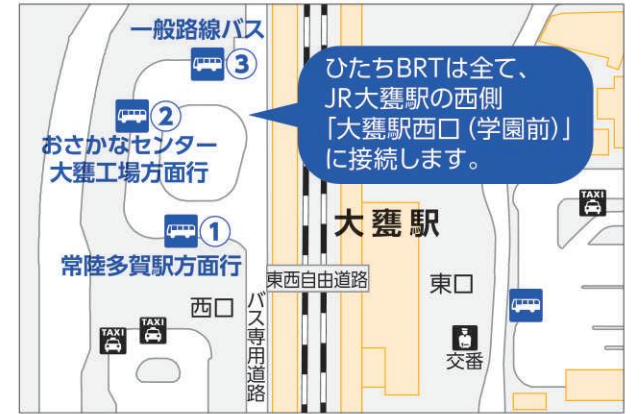 一般路線バス
③
②
おさかなセンター
大甕工場方面行
①
常陸多賀駅方面行
ひたちBRTは全て、
JR大甕駅の西側
「大甕駅西口(学園前)」
に接続します。
TAXI
大甕駅
東西自由道路
東口
西口
バス専用道路
TAXI
TAXI
交番